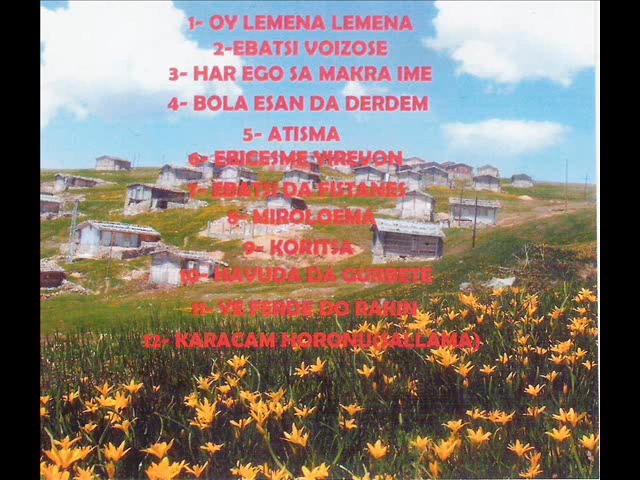 1- OY LEMENA LEMENA
2-EBATSI VOIZOSE
3- HAR EGO SA MAKRA IME
4- BOLA ESAN DA DERDEM
5- ATISMA
6- EBICESME YIREVON
7- EBATSI DA FISTANES
8- MIROLOEMA
9- KORITSA
10- HAVUDA DA GURBETE
11- YE FERDE DO RAKIN
12- KARACAM HORONU(SALLAMA)